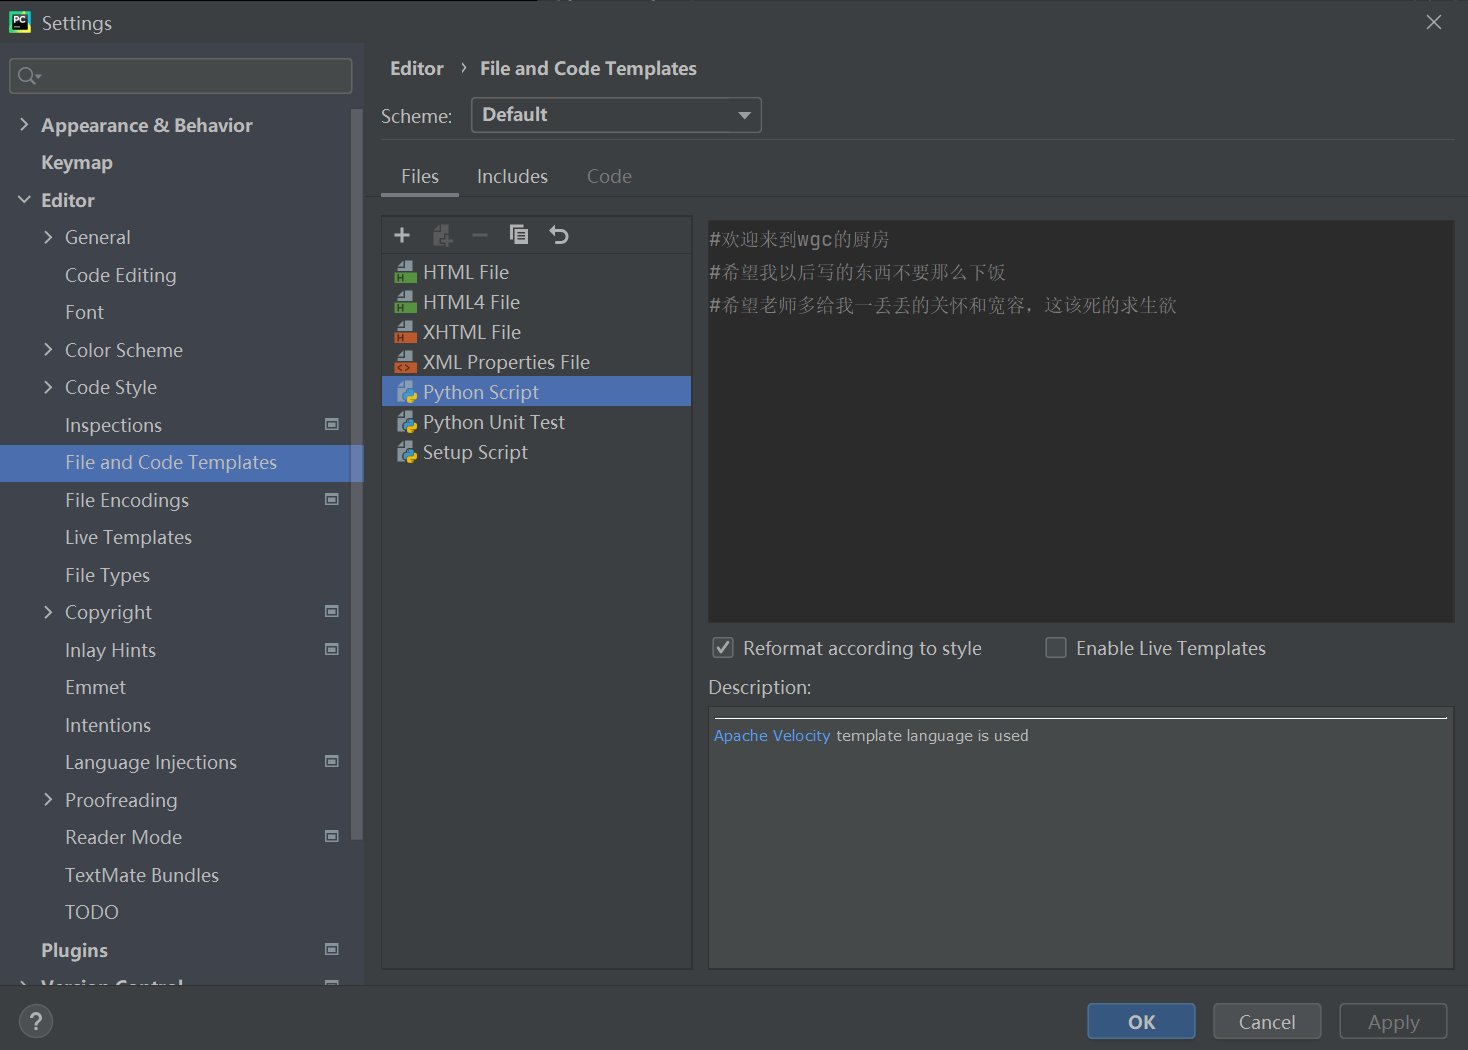 PC Settings
Editor › File and Code Templates
Scheme: Default
Files Includes Code
Appearance & Behavior
Keymap
Editor
General
Code Editing
Font
Color Scheme
Code Style
Inspections
File and Code Templates
File Encodings
Live Templates
File Types
Copyright
Inlay Hints
Emmet
Intentions
Language Injections
Proofreading
Reader Mode
TextMate Bundles
TODO
Plugins
Version Control
HTML File
HTML4 File
XHTML File
XML Properties File
Python Script
Python Unit Test
Setup Script
#欢迎来到wgc的厨房
#希望我以后写的东西不要那么下饭
#希望老师多给我一丢丢的关怀和宽容，这该死的求生欲
Reformat according to style Enable Live Templates
Description:
Apache Velocity template language is used
? OK Cancel Apply